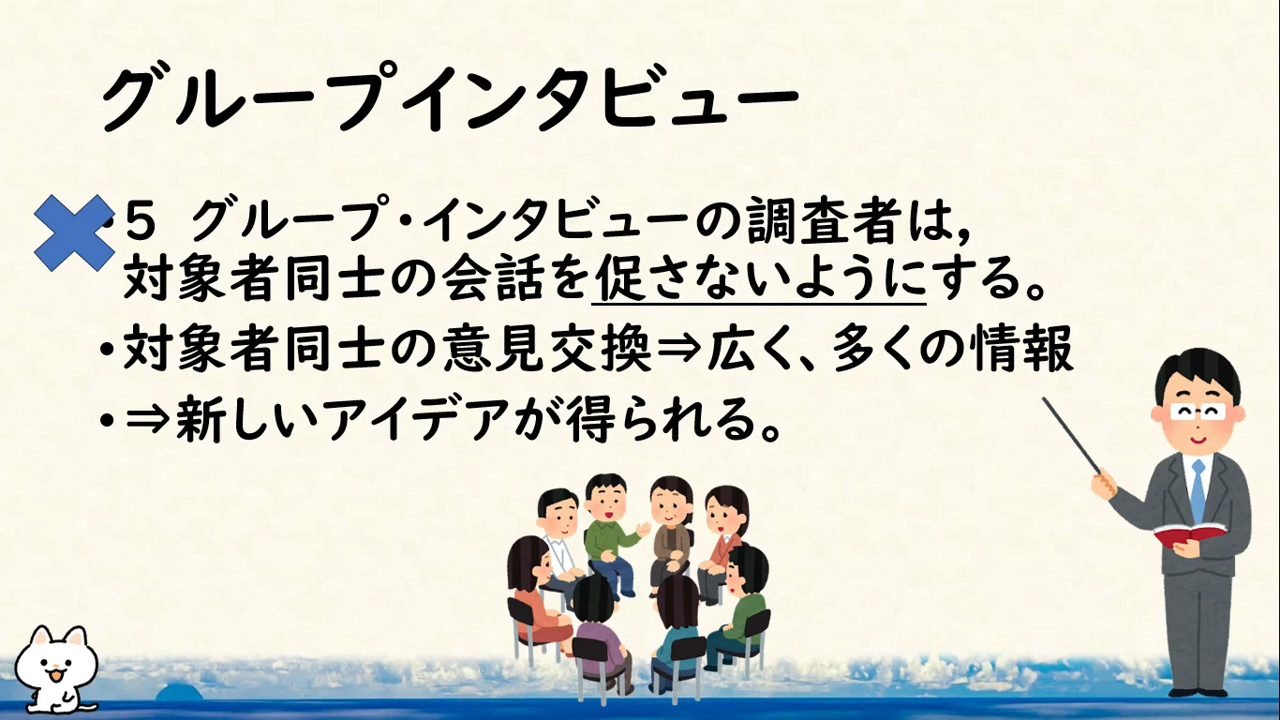 グループインタビュー
・5　グループ・インタビューの調査者は,
対象者同士の会話を促さないようにする。
・対象者同士の意見交換⇒広く、多くの情報
・⇒新しいアイデアが得られる。